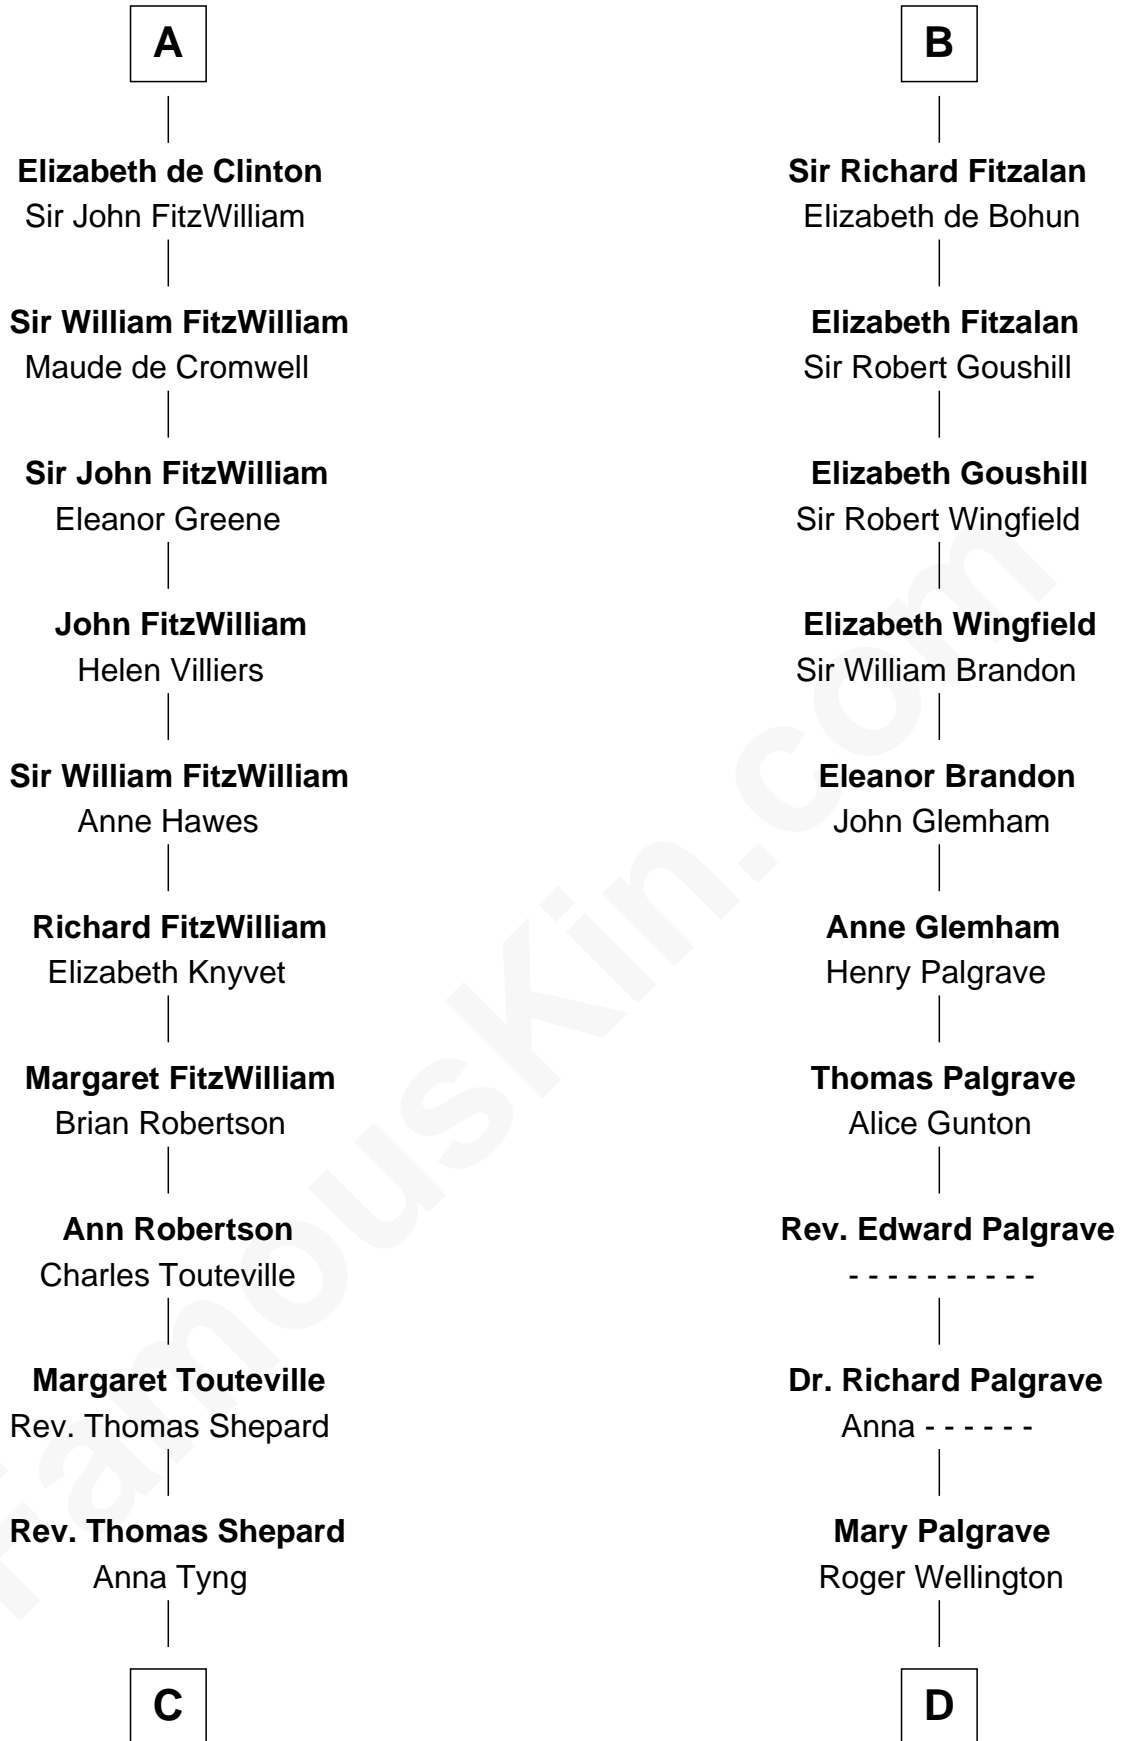 A
Elizabeth de Clinton
Sir John FitzWilliam
Sir William FitzWilliam
Maude de Cromwell
Sir John FitzWilliam
Eleanor Greene
John FitzWilliam
Helen Villiers
Sir William FitzWilliam
Anne Hawes
Richard FitzWilliam
Elizabeth Knyvet
Margaret FitzWilliam
Brian Robertson
Ann Robertson
Charles Touteville
Margaret Touteville
Rev. Thomas Shepard
Rev. Thomas Shepard
Anna Tyng
C
B
Sir Richard Fitzalan
Elizabeth de Bohun
Elizabeth Fitzalan
Sir Robert Goushill
Elizabeth Goushill
Sir Robert Wingfield
Elizabeth Wingfield
Sir William Brandon
Eleanor Brandon
John Glemham
Anne Glemham
Henry Palgrave
Thomas Palgrave
Alice Gunton
Rev. Edward Palgrave
- - - - - - - - - -
Dr. Richard Palgrave
Anna - - - - - -
Mary Palgrave
Roger Wellington
D
FamousKin.com